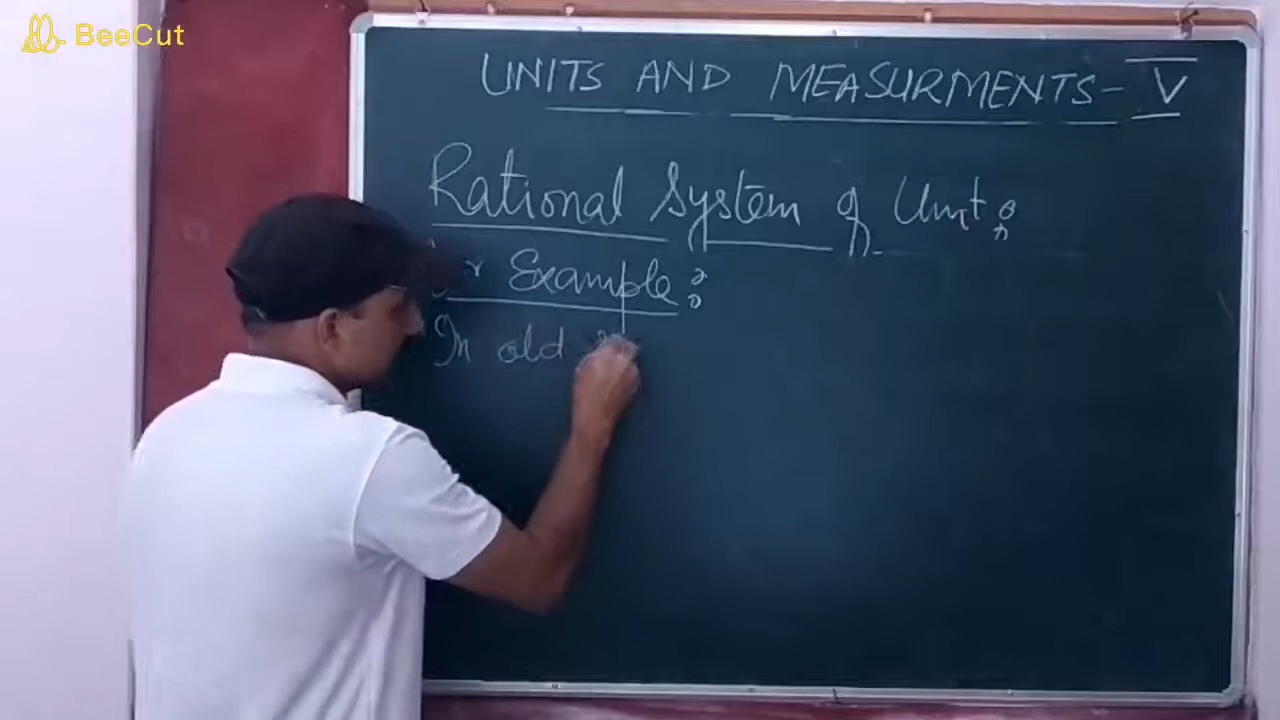 BeeCut
UNITS AND MEASURMENTS - V
Rational System of Unit :
Example :
In old